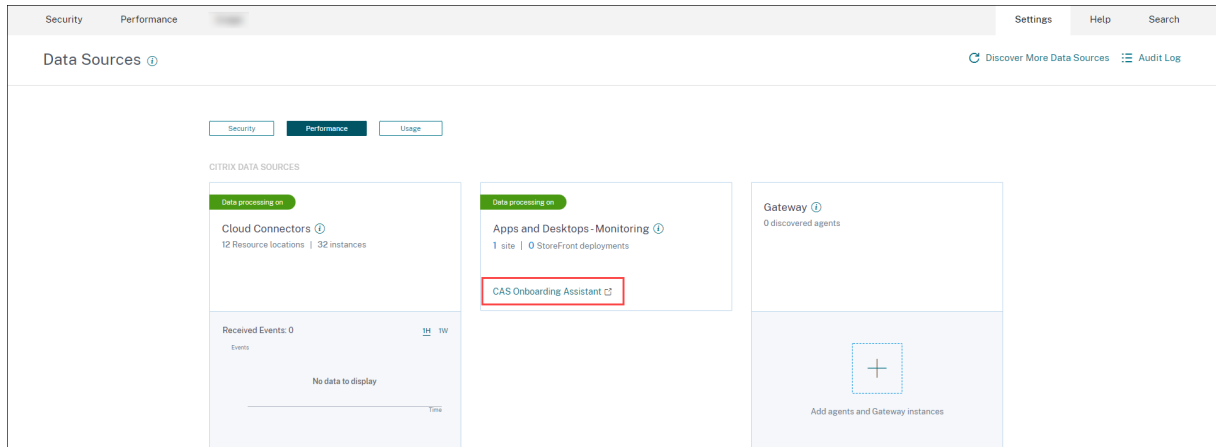 Security Performance Settings Help Search
Data Sources
Discover More Data Sources Audit Log
Security Performance Usage
CITRIX DATA SOURCES
Data processing on
Cloud Connectors
12 Resource locations | 32 instances
Received Events: 0 1H 1W
Events
No data to display
Time
Data processing on
Apps and Desktops - Monitoring
1 site | 0 StoreFront deployments
CAS Onboarding Assistant
Gateway
0 discovered agents
Add agents and Gateway instances